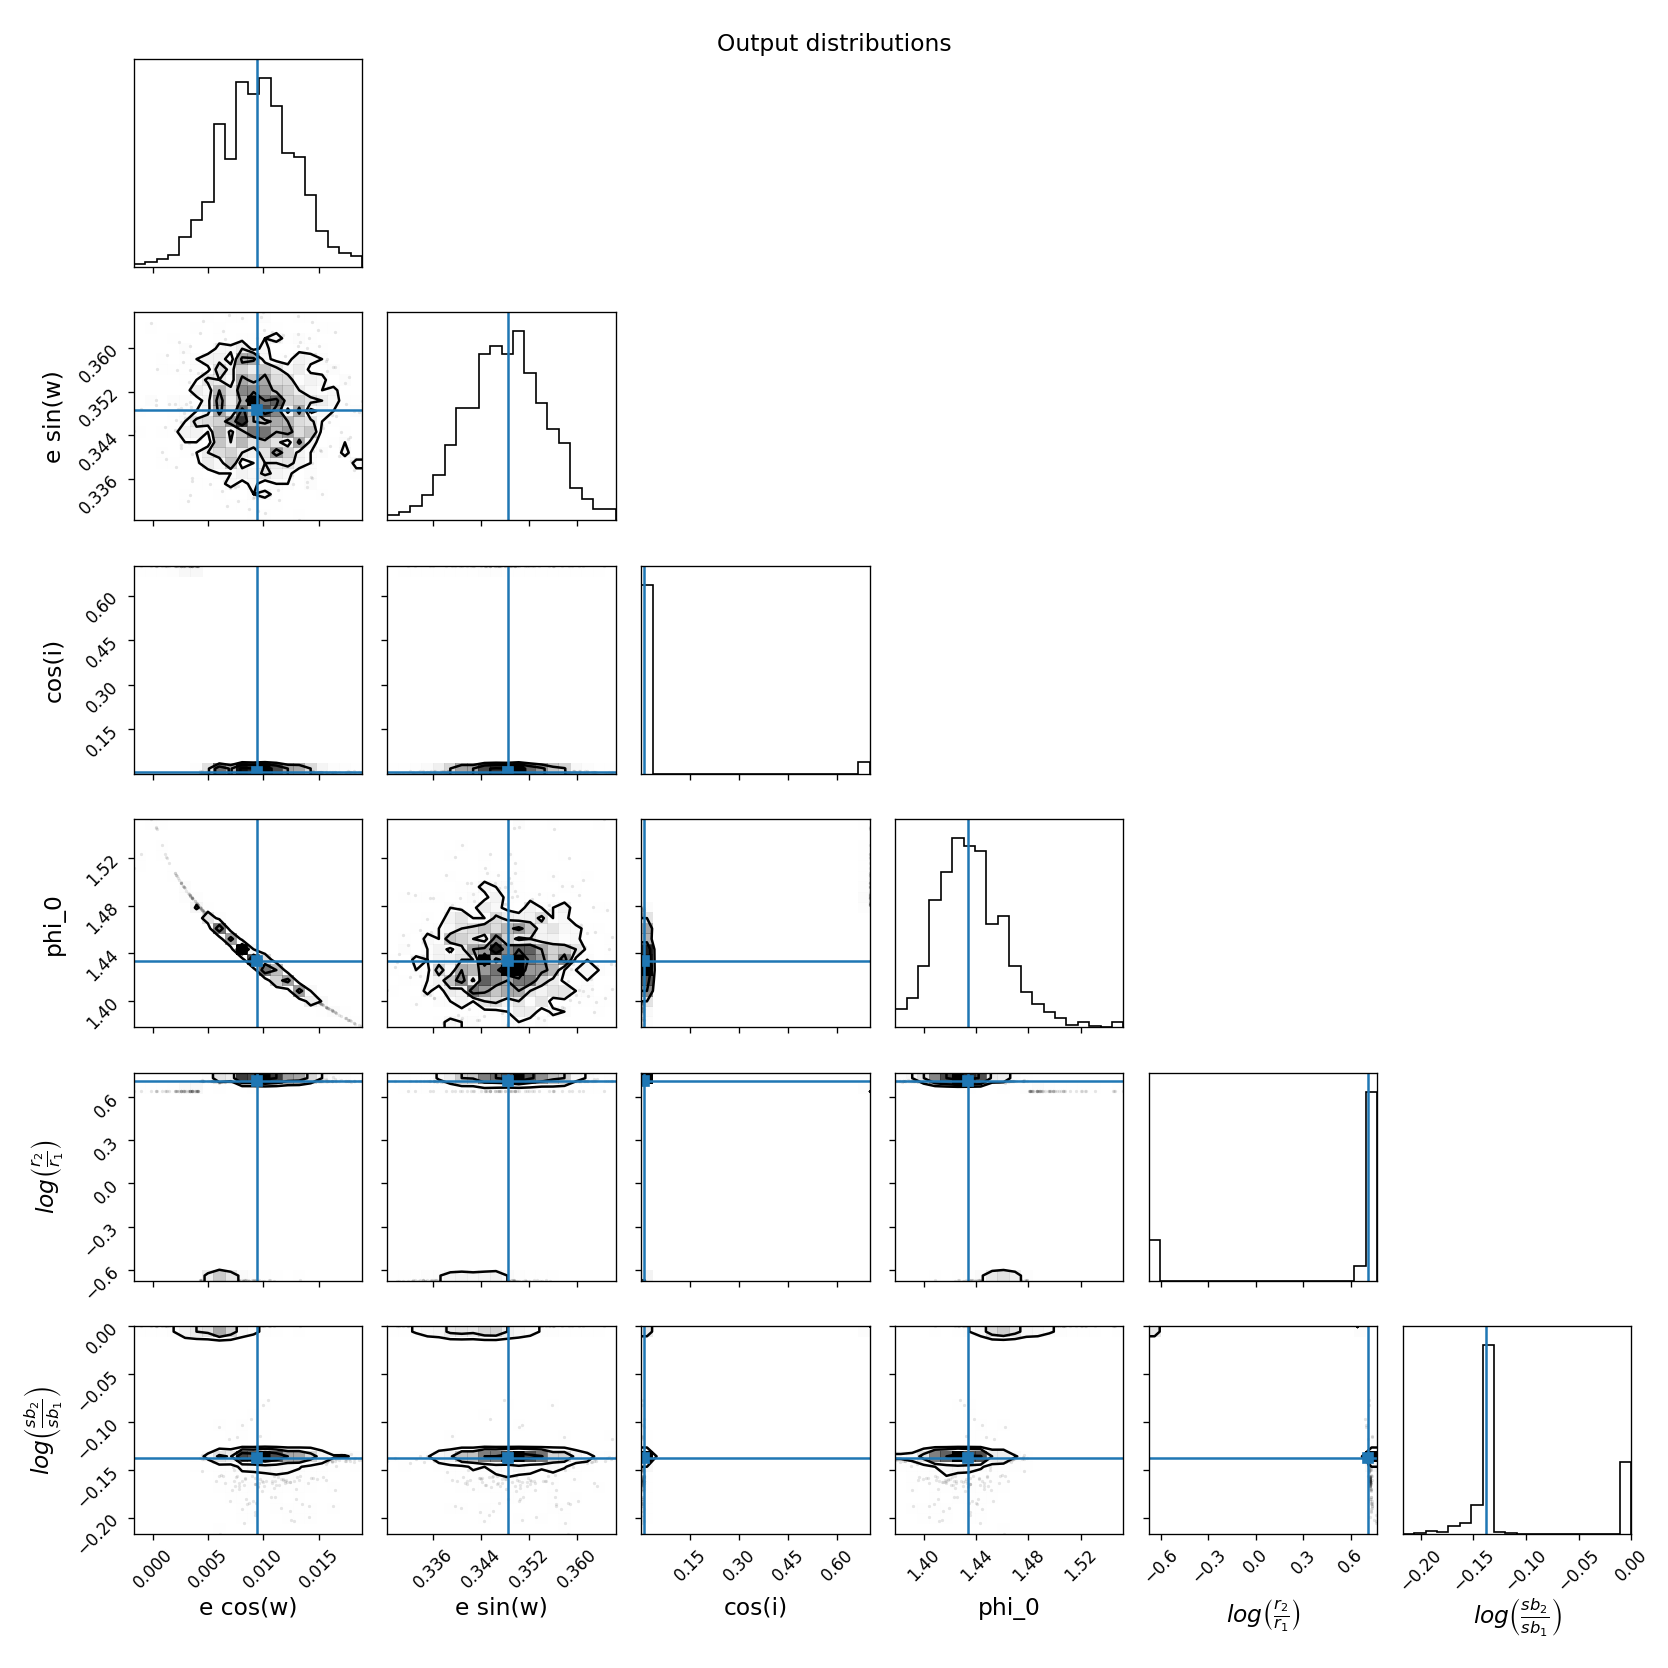 Output distributions
e sin(w)
0.360
0.352
0.344
0.336
cos(i)
0.60
0.45
0.30
0.15
phi_0
1.52
1.48
1.44
1.40
log(r₂/r₁)
0.6
0.3
0.0
−0.3
−0.6
log(sb₂/sb₁)
0.00
−0.05
−0.10
−0.15
−0.20
0.000 0.005 0.010 0.015 0.336 0.344 0.352 0.360 0.15 0.30 0.45 0.60 1.40 1.44 1.48 1.52 −0.6 −0.3 0.0 0.3 0.6 −0.20 −0.15 −0.10 −0.05 0.00
e cos(w) e sin(w) cos(i) phi_0 log(r₂/r₁) log(sb₂/sb₁)